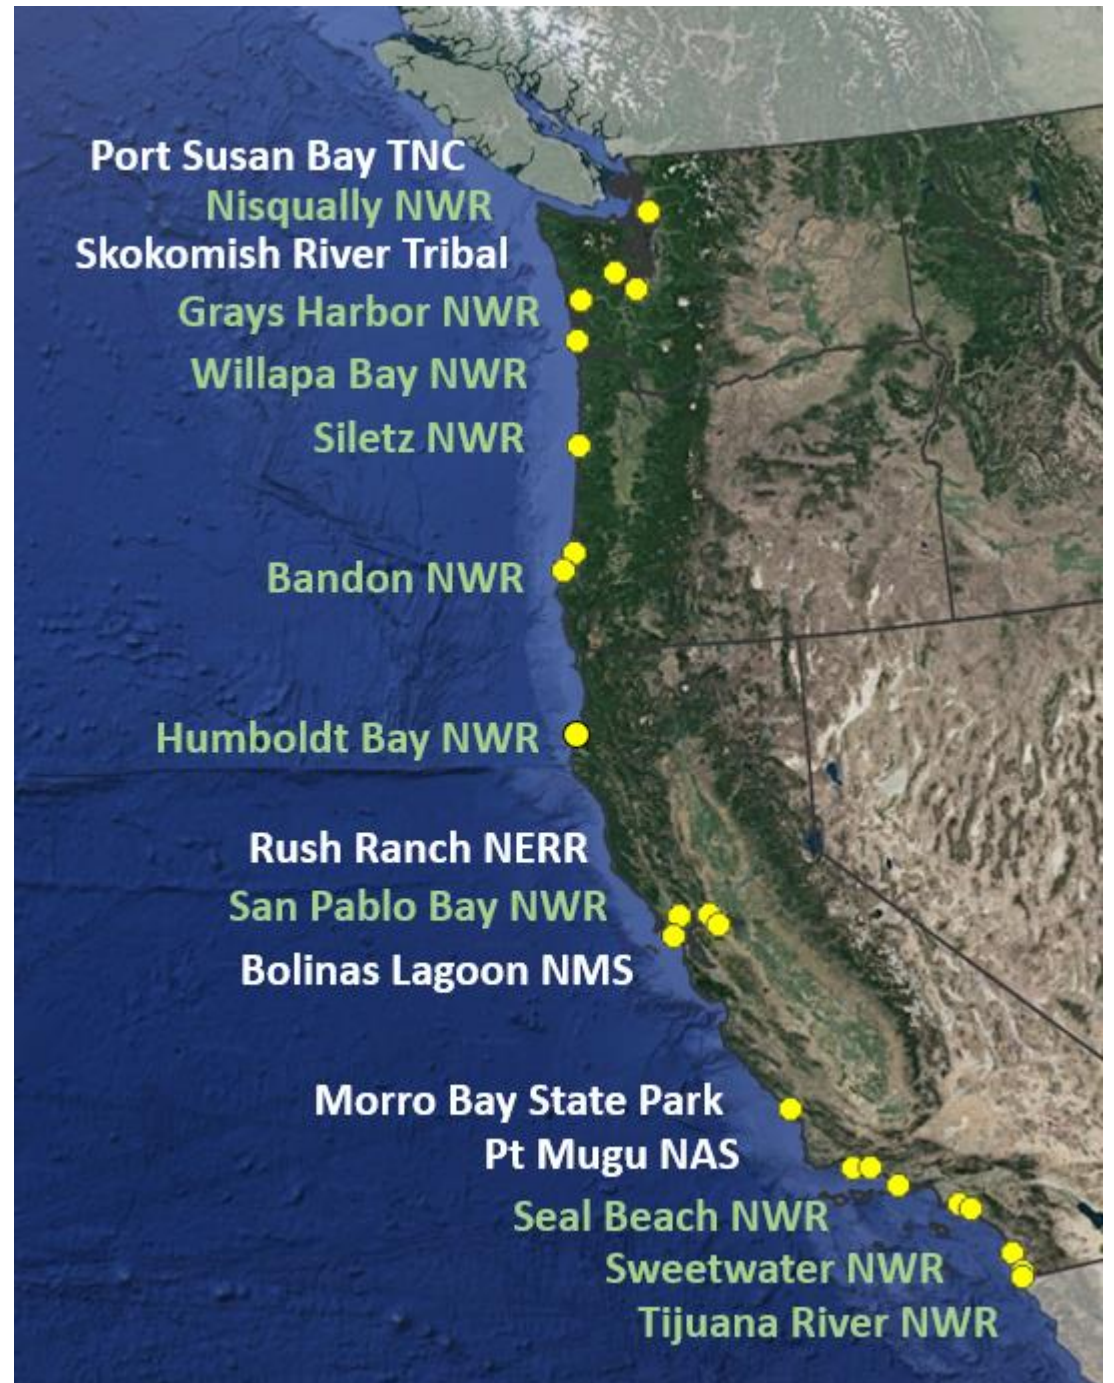 Port Susan Bay TNC
Nisqually NWR
Skokomish River Tribal
Grays Harbor NWR
Willapa Bay NWR
Siletz NWR
Bandon NWR
Humboldt Bay NWR
Rush Ranch NERR
San Pablo Bay NWR
Bolinas Lagoon NMS
Morro Bay State Park
Pt Mugu NAS
Seal Beach NWR
Sweetwater NWR
Tijuana River NWR